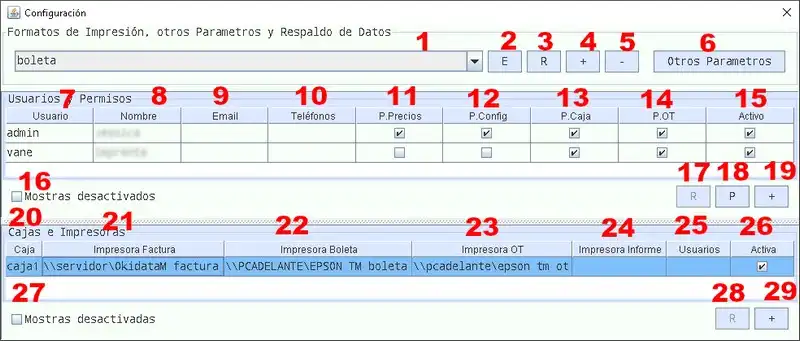 Configuración
Formatos de Impresión, otros Parametros y Respaldo de Datos
1 2 3 4 5 6
boleta E R + - Otros Parametros
Usuarios y Permisos
7 8 9 10 11 12 13 14 15
Usuario Nombre Email Teléfonos P.Precios P.Config P.Caja P.OT Activo
admin
vane
16 17 18 19
Mostras desactivados R P +
20 21 22 23 24 25 26
Cajas e Impresoras
Caja Impresora Factura Impresora Boleta Impresora OT Impresora Informe Usuarios Activa
caja1 \\servidor\OkidataM factura \\PCADELANTE\EPSON TM boleta \\pcadelante\epson tm ot
27 28 29
Mostras desactivadas R +